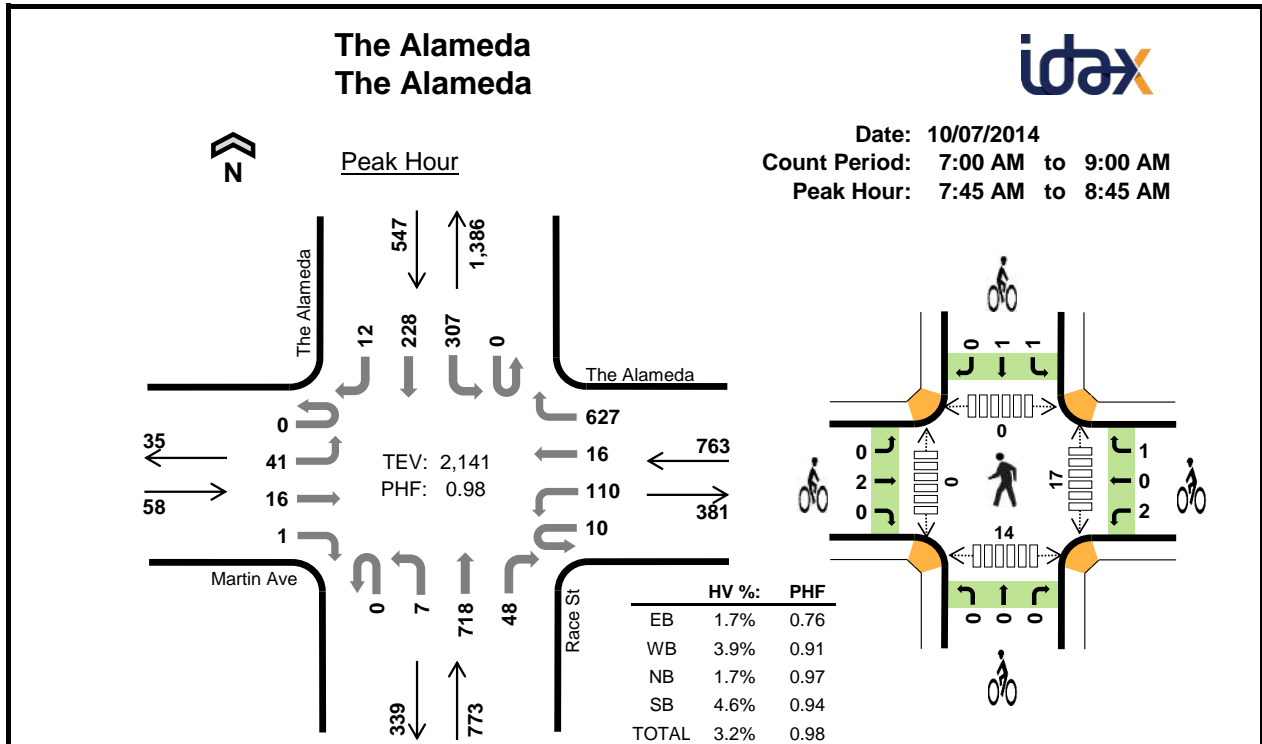 The Alameda
The Alameda
idax
N
Peak Hour
Date: 10/07/2014
Count Period: 7:00 AM to 9:00 AM
Peak Hour: 7:45 AM to 8:45 AM
547
1,386
The Alameda
12
228
307
0
The Alameda
0
41
16
1
35
58
TEV: 2,141
PHF: 0.98
627
16
110
10
763
381
Martin Ave
0
7
718
48
Race St
339
773
HV %: PHF
EB 1.7% 0.76
WB 3.9% 0.91
NB 1.7% 0.97
SB 4.6% 0.94
TOTAL 3.2% 0.98
0
1
1
0
0
2
0
0
17
1
0
2
14
0
0
0